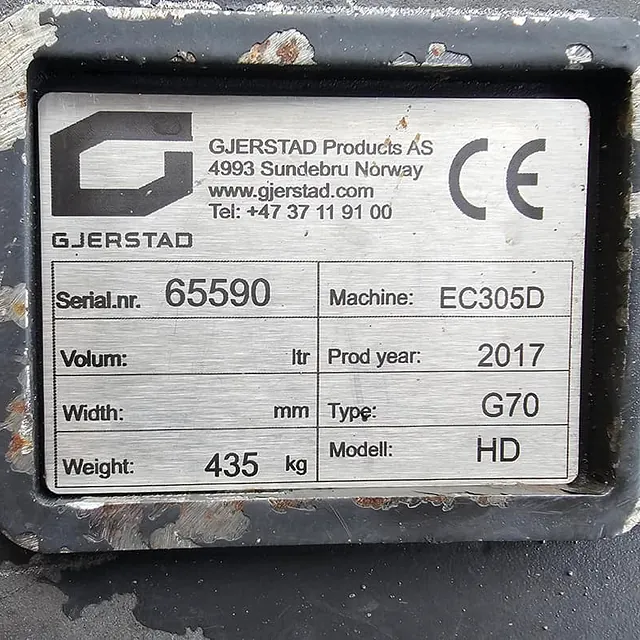 GJERSTAD Products AS
4993 Sundebru Norway
www.gjerstad.com
Tel: +47 37 11 91 00
CE
GJERSTAD
Serial.nr. 65590
Machine: EC305D
Volum: ltr
Prod year: 2017
Width: mm
Type: G70
Weight: 435 kg
Modell: HD